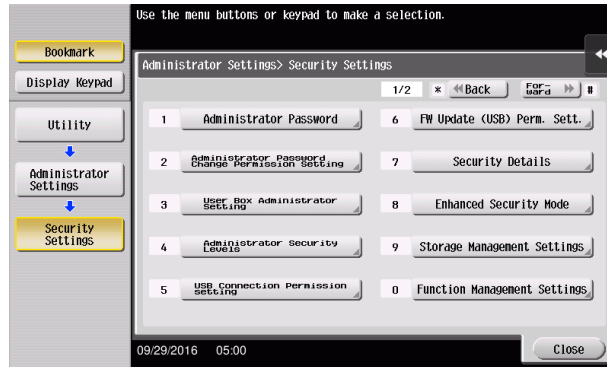 Use the menu buttons or keypad to make a selection.
Bookmark
Display Keypad
Utility
Administrator
Settings
Security
Settings
Administrator Settings> Security Settings
1/2 * Back For-
ward #
1 Administrator Password
2 Administrator Password
Change Permission Setting
3 User Box Administrator
Setting
4 Administrator Security
Levels
5 USB Connection Permission
setting
6 FW Update (USB) Perm. Sett.
7 Security Details
8 Enhanced Security Mode
9 Storage Management Settings
0 Function Management Settings
09/29/2016 05:00
Close